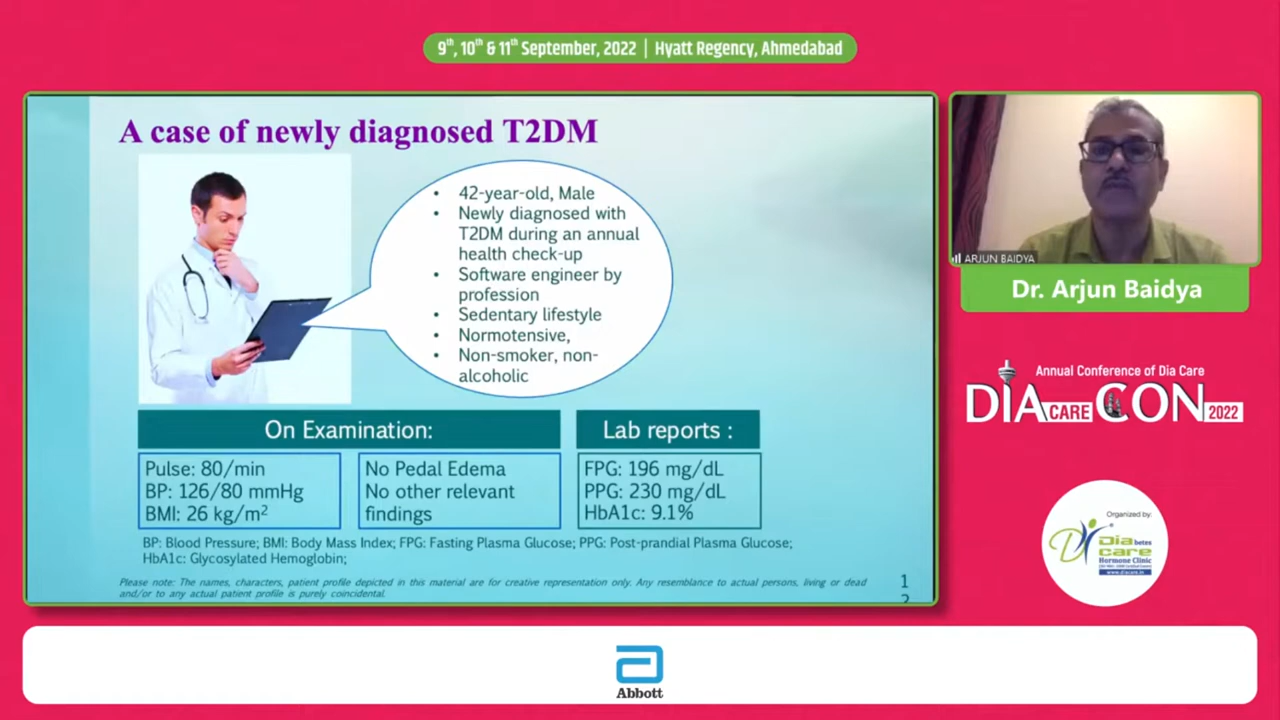 9th, 10th & 11th September, 2022 | Hyatt Regency, Ahmedabad
A case of newly diagnosed T2DM
• 42-year-old, Male
• Newly diagnosed with
T2DM during an annual
health check-up
• Software engineer by
profession
• Sedentary lifestyle
• Normotensive,
• Non-smoker, non-
alcoholic
On Examination:
Pulse: 80/min
BP: 126/80 mmHg
BMI: 26 kg/m²
No Pedal Edema
No other relevant
findings
Lab reports :
FPG: 196 mg/dL
PPG: 230 mg/dL
HbA1c: 9.1%
BP: Blood Pressure; BMI: Body Mass Index; FPG: Fasting Plasma Glucose; PPG: Post-prandial Plasma Glucose;
HbA1c: Glycosylated Hemoglobin;
Please note: The names, characters, patient profile depicted in this material are for creative representation only. Any resemblance to actual persons, living or dead
and/or to any actual patient profile is purely coincidental.
1
2
ARJUN BAIDYA
Dr. Arjun Baidya
Annual Conference of Dia Care
DIA CARE CON 2022
Organized by:
Diabetes
care
Hormone Clinic
www.diacare.in
Abbott